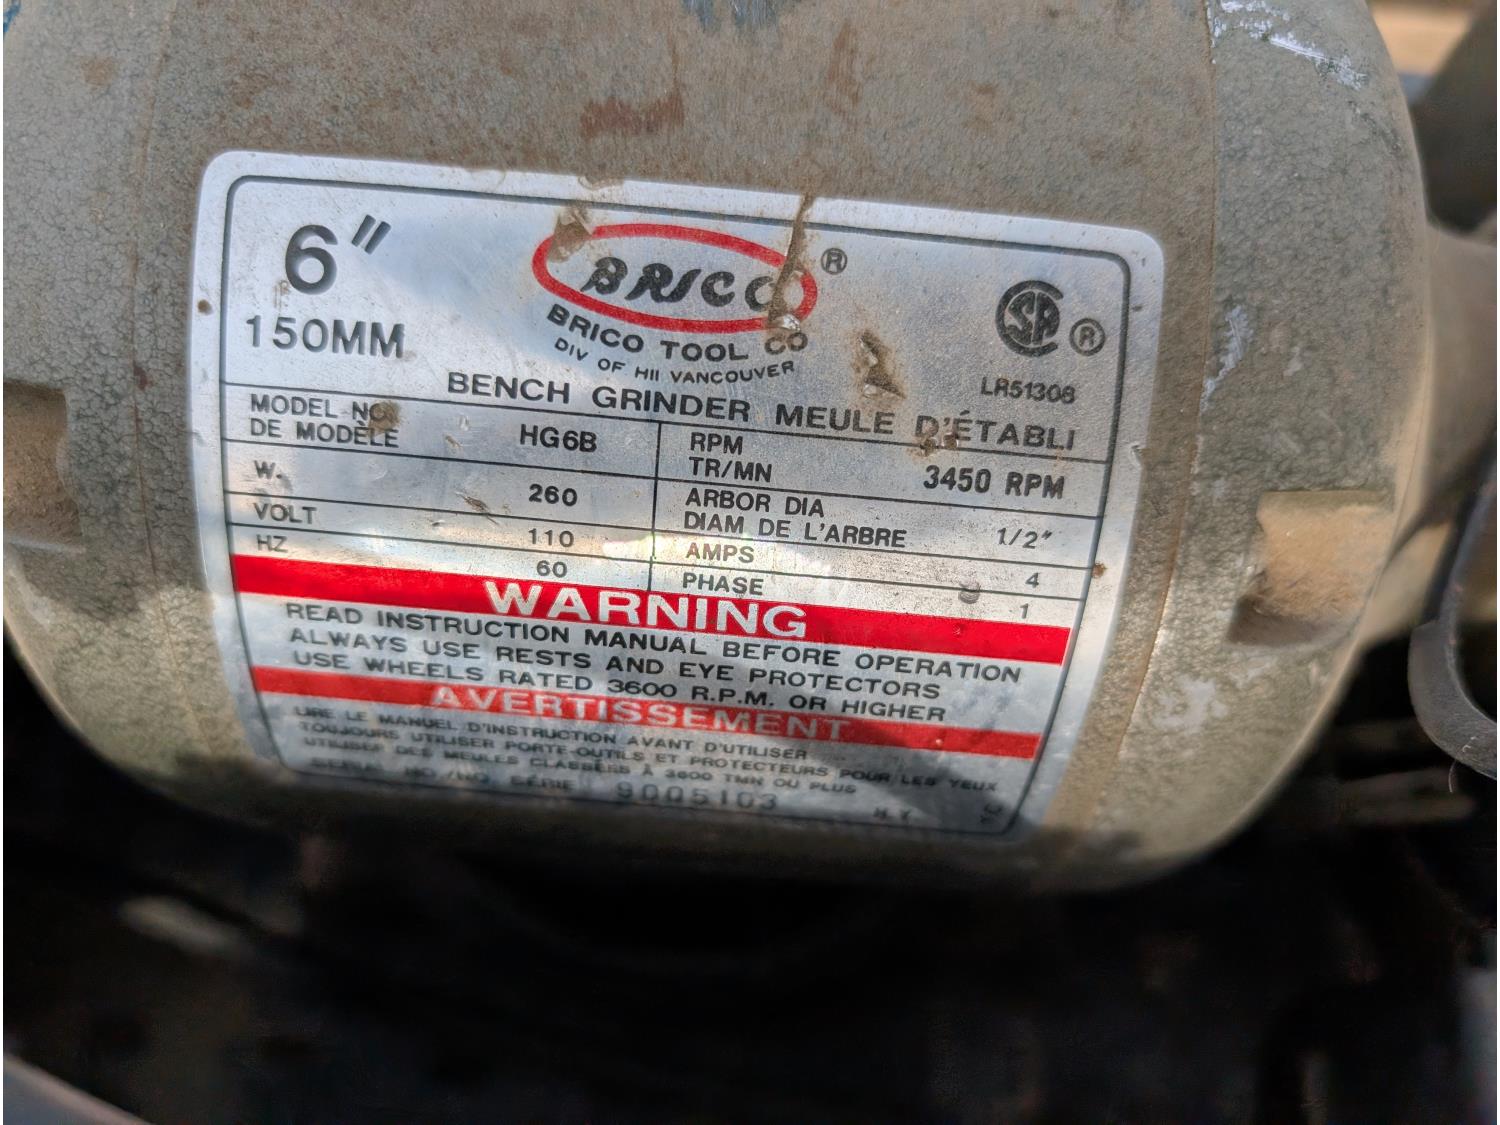 6"
150MM
BRICO ®
BRICO TOOL CO
DIV OF HII VANCOUVER
®
LR51308
BENCH GRINDER MEULE D'ÉTABLI
MODEL NO.
DE MODÈLE HG6B
RPM
TR/MN 3450 RPM
W. 260
ARBOR DIA
DIAM DE L'ARBRE 1/2"
VOLT 110
AMPS 4
HZ 60
PHASE 1
WARNING
READ INSTRUCTION MANUAL BEFORE OPERATION
ALWAYS USE RESTS AND EYE PROTECTORS
USE WHEELS RATED 3600 R.P.M. OR HIGHER
AVERTISSEMENT
LIRE LE MANUEL D'INSTRUCTION AVANT D'UTILISER
TOUJOURS UTILISER PORTE-OUTILS ET PROTECTEURS POUR LES YEUX
UTILISER DES MEULES CLASSÉES À 3600 TMN OU PLUS
SERIAL NO/NO. SÉRIE 9005103